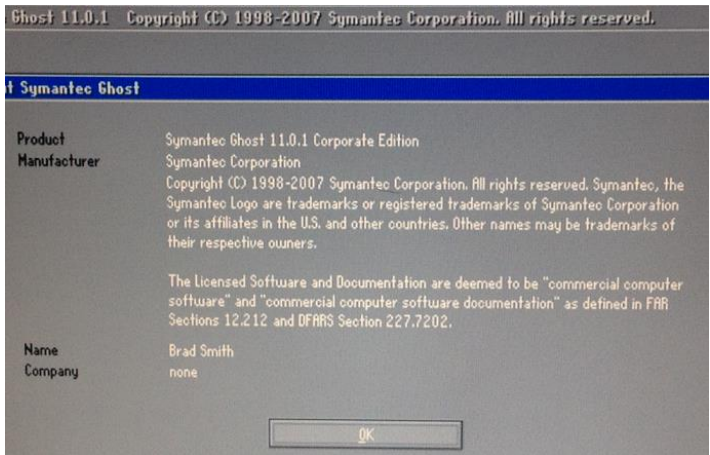 Ghost 11.0.1 Copyright (C) 1998-2007 Symantec Corporation. All rights reserved.
t Symantec Ghost
Product Symantec Ghost 11.0.1 Corporate Edition
Manufacturer Symantec Corporation
Copyright (C) 1998-2007 Symantec Corporation. All rights reserved. Symantec, the
Symantec Logo are trademarks or registered trademarks of Symantec Corporation
or its affiliates in the U.S. and other countries. Other names may be trademarks of
their respective owners.
The Licensed Software and Documentation are deemed to be "commercial computer
software" and "commercial computer software documentation" as defined in FAR
Sections 12.212 and DFARS Section 227.7202.
Name Brad Smith
Company none
OK